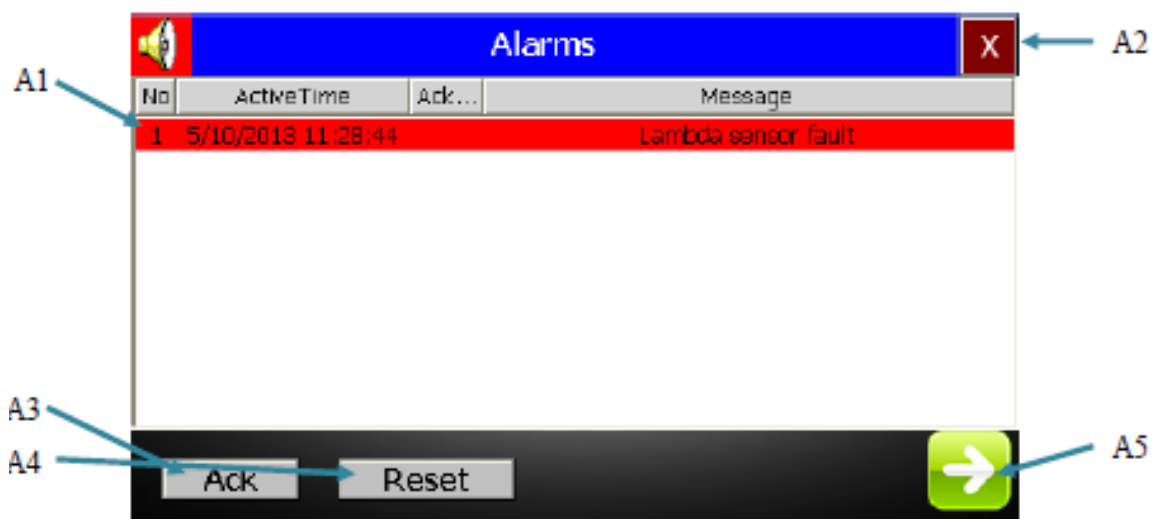 Alarms X
A2
A1
No ActiveTime Ack... Message
1 5/10/2013 11:28:44 Lambda sensor fault
A3
A4
Ack Reset
A5